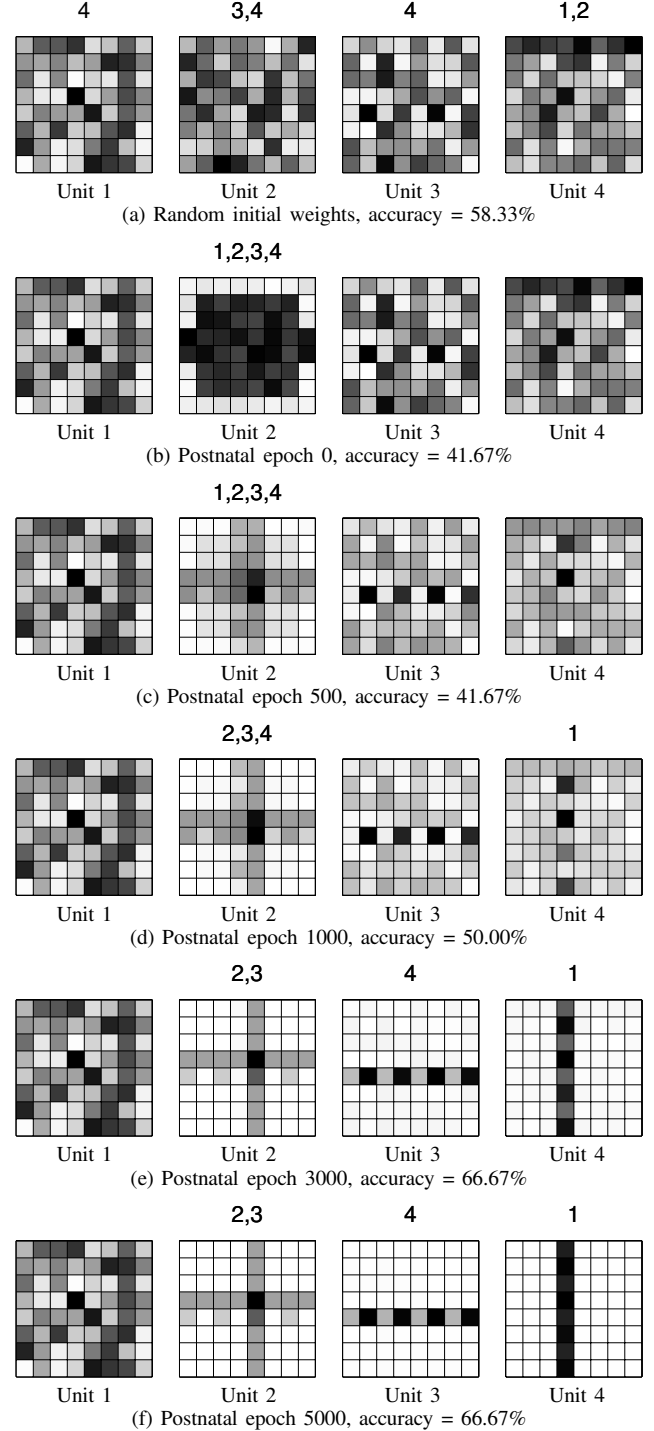 4 3,4 4 1,2
Unit 1 Unit 2 Unit 3 Unit 4
(a) Random initial weights, accuracy = 58.33%
1,2,3,4
Unit 1 Unit 2 Unit 3 Unit 4
(b) Postnatal epoch 0, accuracy = 41.67%
1,2,3,4
Unit 1 Unit 2 Unit 3 Unit 4
(c) Postnatal epoch 500, accuracy = 41.67%
2,3,4 1
Unit 1 Unit 2 Unit 3 Unit 4
(d) Postnatal epoch 1000, accuracy = 50.00%
2,3 4 1
Unit 1 Unit 2 Unit 3 Unit 4
(e) Postnatal epoch 3000, accuracy = 66.67%
2,3 4 1
Unit 1 Unit 2 Unit 3 Unit 4
(f) Postnatal epoch 5000, accuracy = 66.67%